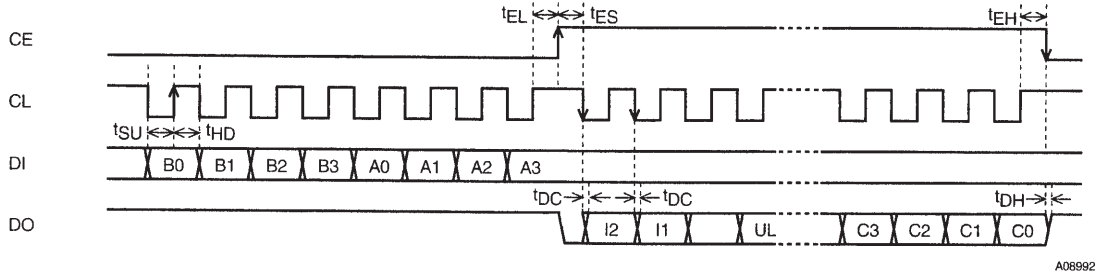 tEL tES tEH
CE
CL
tSU tHD
DI B0 B1 B2 B3 A0 A1 A2 A3
tDC tDC tDH
DO I2 I1 UL C3 C2 C1 C0
A08992